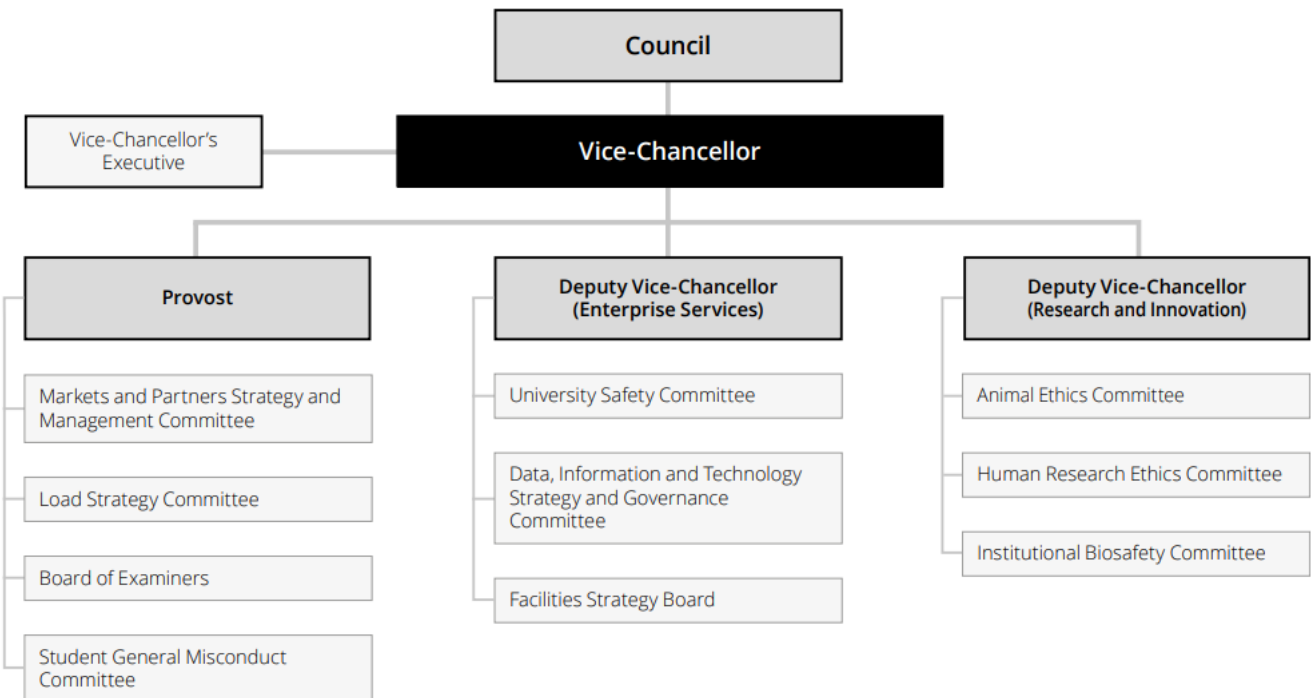 Council
Vice-Chancellor's
Executive
Vice-Chancellor
Provost
Markets and Partners Strategy and
Management Committee
Load Strategy Committee
Board of Examiners
Student General Misconduct
Committee
Deputy Vice-Chancellor
(Enterprise Services)
University Safety Committee
Data, Information and Technology
Strategy and Governance
Committee
Facilities Strategy Board
Deputy Vice-Chancellor
(Research and Innovation)
Animal Ethics Committee
Human Research Ethics Committee
Institutional Biosafety Committee